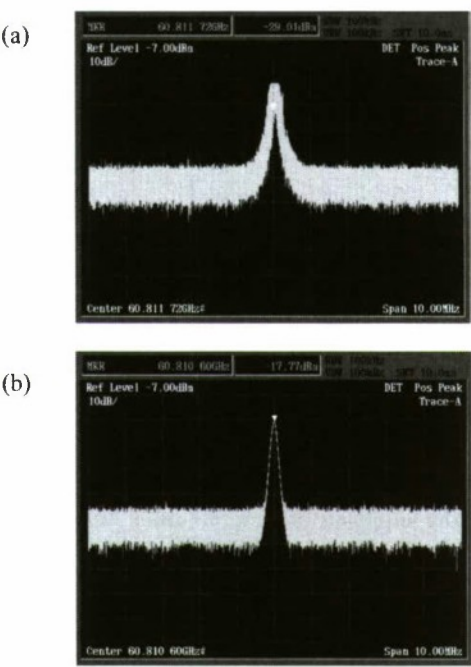 (a)
MKR 60.811 72GHz -29.01dBm
Ref Level -7.00dBm DET Pos Peak
10dB/ Trace-A
Center 60.811 72GHz Span 10.00MHz
(b)
MKR 60.810 60GHz -17.77dBm
Ref Level -7.00dBm DET Pos Peak
10dB/ Trace-A
Center 60.810 60GHz Span 10.00MHz